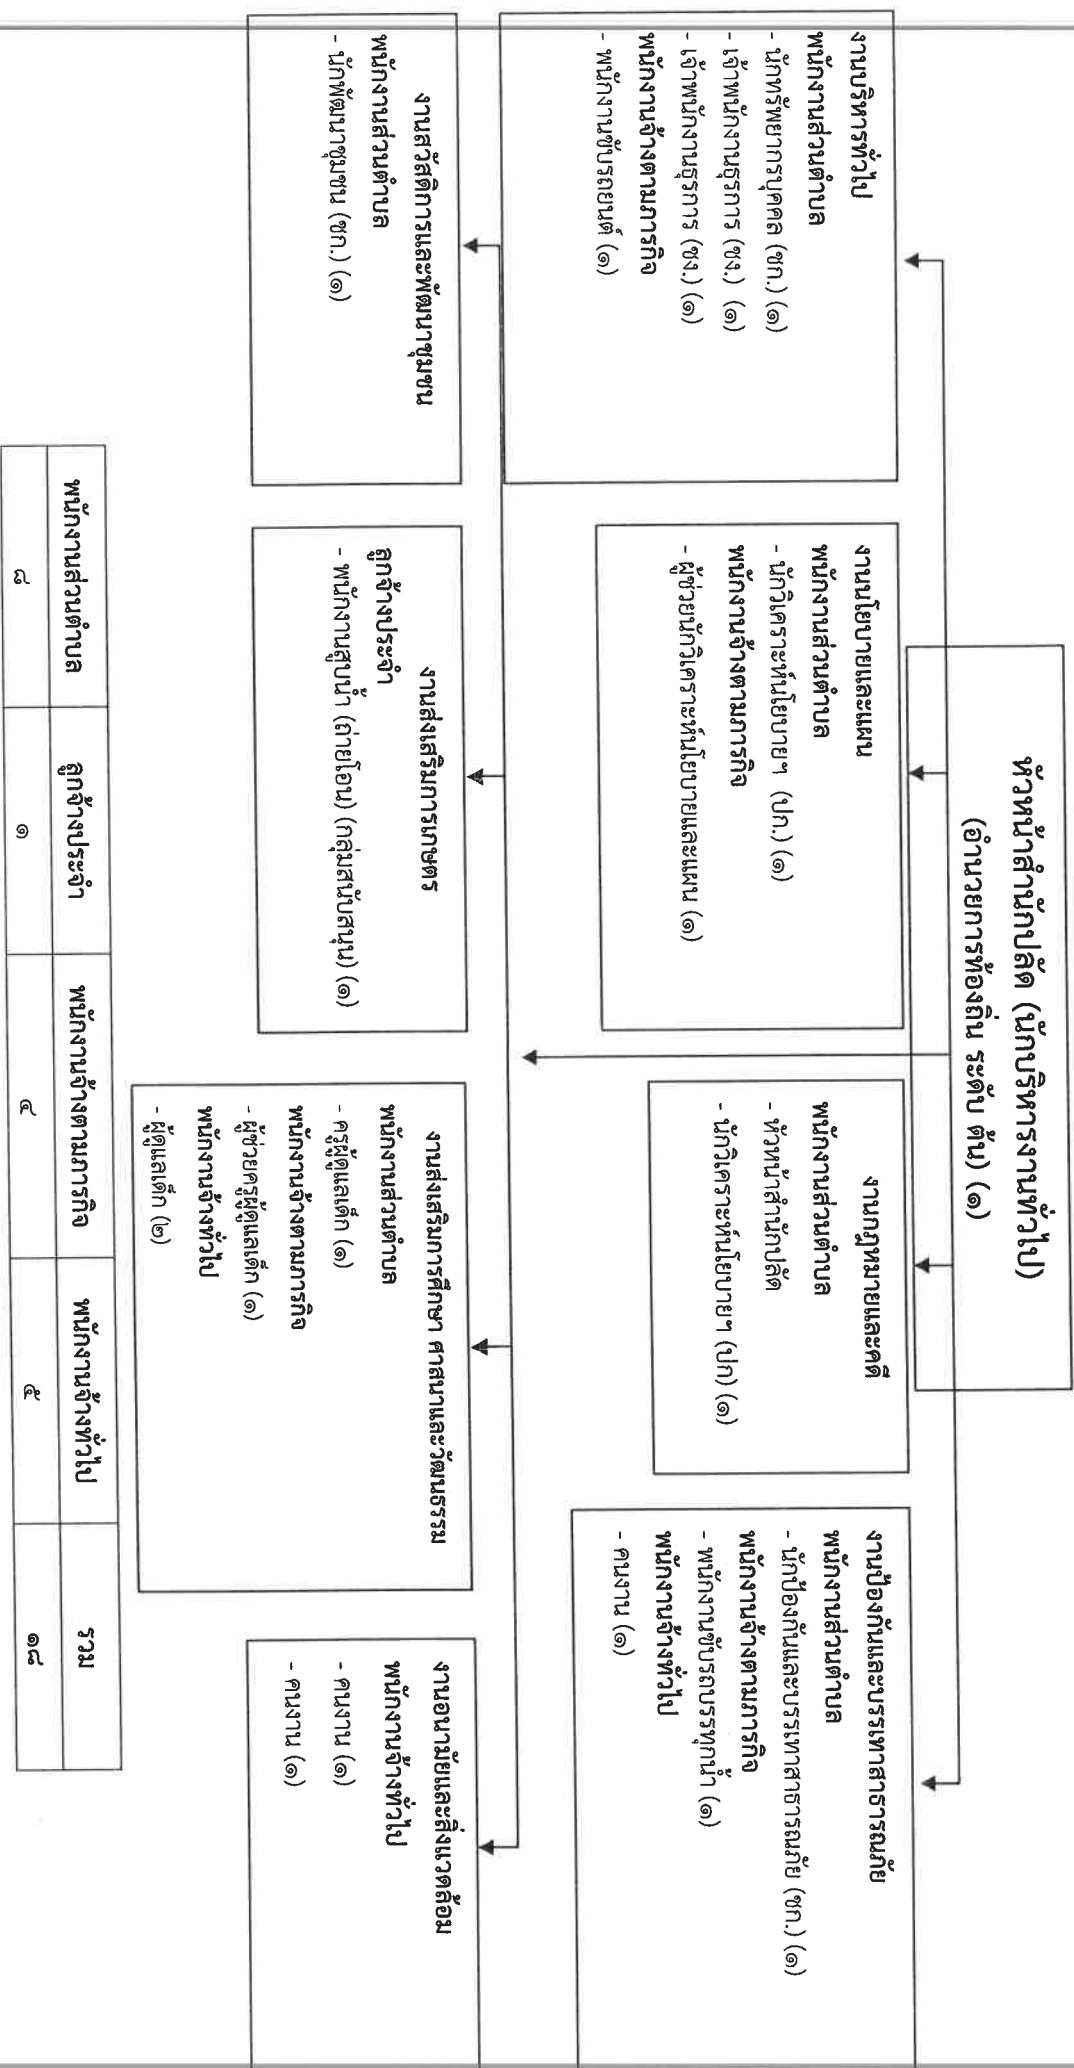 หัวหน้าสำนักปลัด (นักบริหารงานทั่วไป)
(อำนวยการท้องถิ่น ระดับ ต้น) (๑)
งานบริหารทั่วไป
พนักงานส่วนตำบล
- นักทรัพยากรบุคคล (ชก.) (๑)
- เจ้าพนักงานธุรการ (ชง.) (๑)
- เจ้าพนักงานธุรการ (ชง.) (๑)
พนักงานจ้างตามภารกิจ
- พนักงานขับรถยนต์ (๑)
งานนโยบายและแผน
พนักงานส่วนตำบล
- นักวิเคราะห์นโยบายฯ (ปก.) (๑)
พนักงานจ้างตามภารกิจ
- ผู้ช่วยนักวิเคราะห์นโยบายและแผน (๑)
งานกฎหมายและคดี
พนักงานส่วนตำบล
- หัวหน้าสำนักปลัด
- นักวิเคราะห์นโยบายฯ (ปก) (๑)
งานป้องกันและบรรเทาสาธารณภัย
พนักงานส่วนตำบล
- นักป้องกันและบรรเทาสาธารณภัย (ชก.) (๑)
พนักงานจ้างตามภารกิจ
- พนักงานขับรถบรรทุกน้ำ (๑)
พนักงานจ้างทั่วไป
- คนงาน (๑)
งานสวัสดิการและพัฒนาชุมชน
พนักงานส่วนตำบล
- นักพัฒนาชุมชน (ชก.) (๑)
งานส่งเสริมการเกษตร
ลูกจ้างประจำ
- พนักงานสูบน้ำ (ถ่ายโอน) (กลุ่มสนับสนุน) (๑)
งานส่งเสริมการศึกษา ศาสนาและวัฒนธรรม
พนักงานส่วนตำบล
- ครูผู้ดูแลเด็ก (๑)
พนักงานจ้างตามภารกิจ
- ผู้ช่วยครูผู้ดูแลเด็ก (๑)
พนักงานจ้างทั่วไป
- ผู้ดูแลเด็ก (๒)
งานอนามัยและสิ่งแวดล้อม
พนักงานจ้างทั่วไป
- คนงาน (๑)
- คนงาน (๑)
พนักงานส่วนตำบล ลูกจ้างประจำ พนักงานจ้างตามภารกิจ พนักงานจ้างทั่วไป รวม
๘ ๑ ๔ ๕ ๑๘